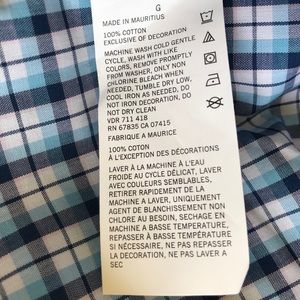 G
MADE IN MAURITIUS
100% COTTON
EXCLUSIVE OF DECORATION
MACHINE WASH COLD GENTLE
CYCLE, WASH WITH LIKE
COLORS, REMOVE PROMPTLY
FROM WASHER, ONLY NON
CHLORINE BLEACH WHEN
NEEDED, TUMBLE DRY LOW,
COOL IRON AS NEEDED, DO
NOT IRON DECORATION, DO
NOT DRY CLEAN
VDR 711 418
RN 67835 CA 07415
FABRIQUE A MAURICE
100% COTON
À L'EXCEPTION DES DÉCORATIONS
LAVER À LA MACHINE À L'EAU
FROIDE AU CYCLE DÉLICAT, LAVER
AVEC COULEURS SEMBLABLES,
RETIRER RAPIDEMENT DE LA
MACHINE A LAVER, UNIQUEMENT
AGENT DE BLANCHISSEMENT NON
CHLORE AU BESOIN, SECHAGE EN
MACHINE A BASSE TEMPERATURE,
REPASSER À BASSE TEMPÉRATURE
SI NÉCESSAIRE, NE PAS REPASSER
LA DECORATION, NE PAS LAVER A
SEC